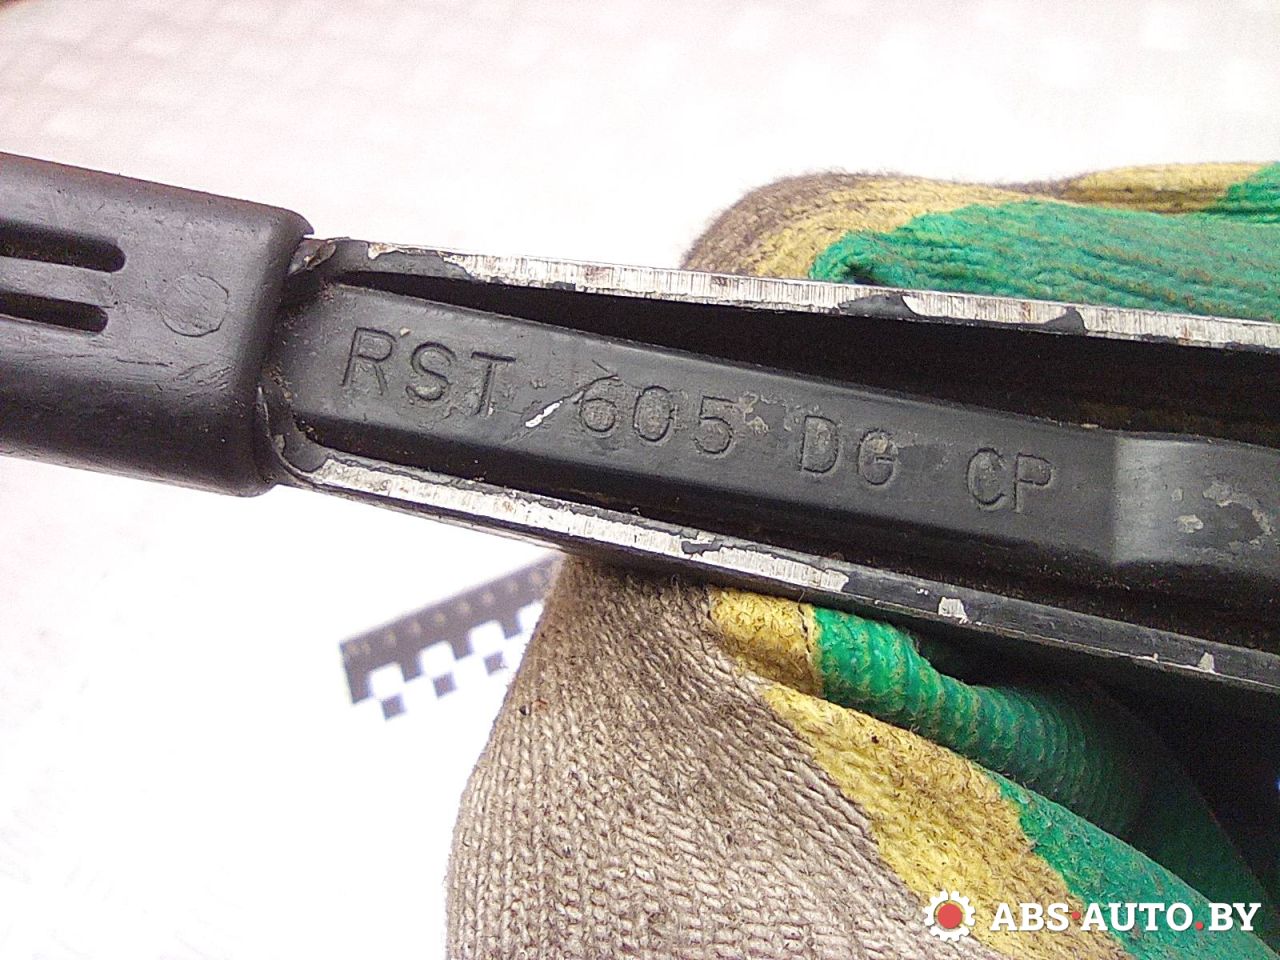 RST 605 DG CP
ABS·AUTO.BY